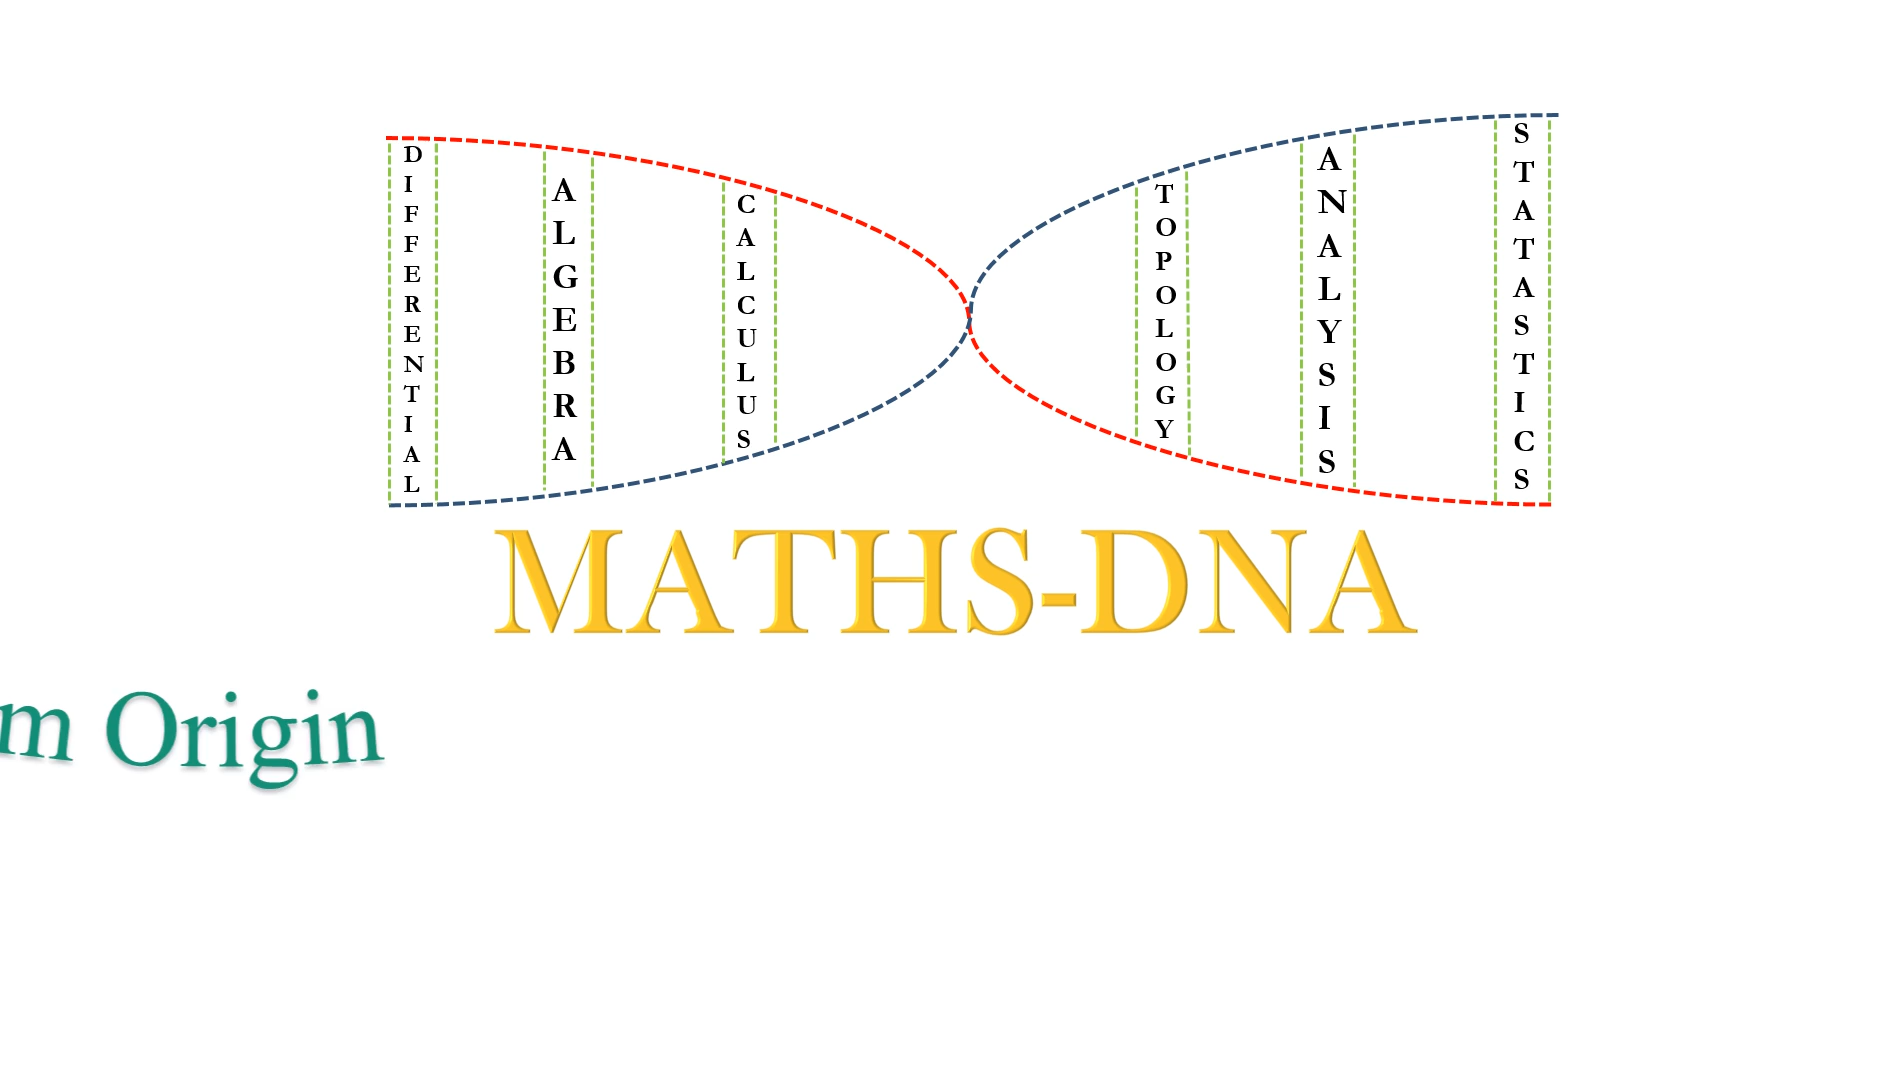 DIFFERENTIAL
ALGEBRA
CALCULUS
TOPOLOGY
ANALYSIS
STATASTICS
MATHS-DNA
m Origin